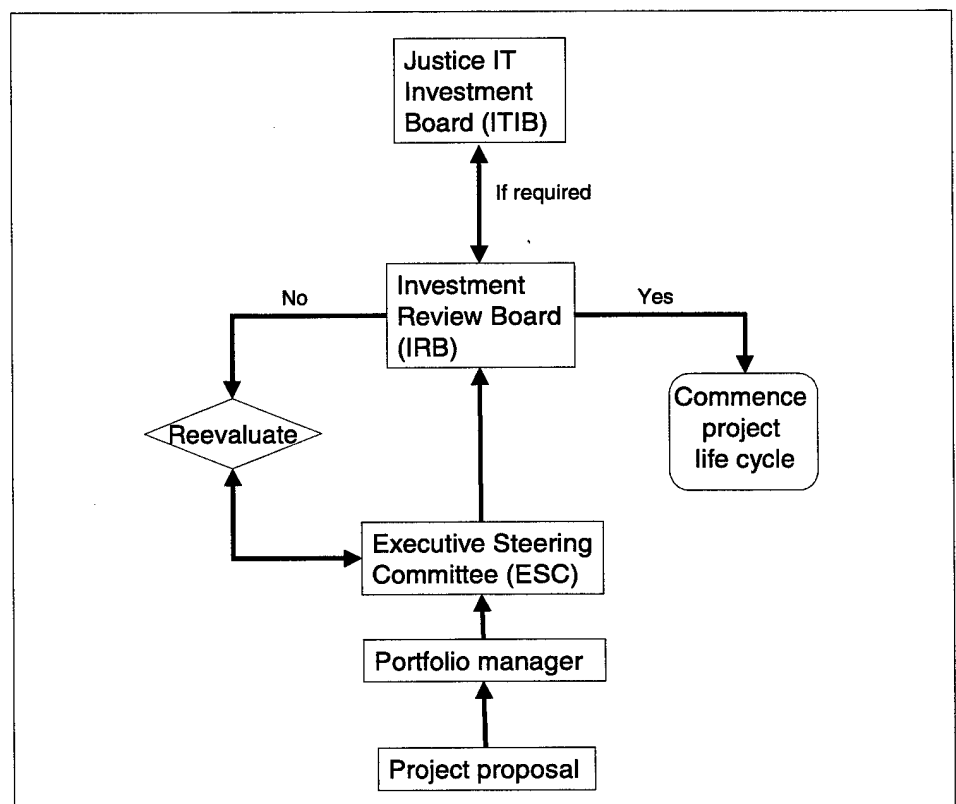 Justice IT
Investment
Board (ITIB)
If required
No
Investment
Review Board
(IRB)
Yes
Reevaluate
Commence
project
life cycle
Executive Steering
Committee (ESC)
Portfolio manager
Project proposal